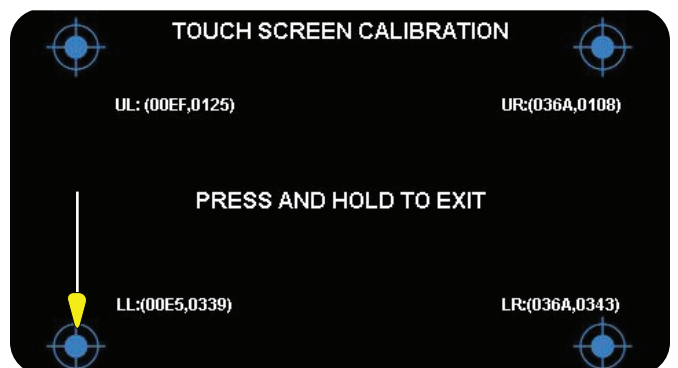 TOUCH SCREEN CALIBRATION
UL: (00EF,0125)
UR:(036A,0108)
PRESS AND HOLD TO EXIT
LL:(00E5,0339)
LR:(036A,0343)